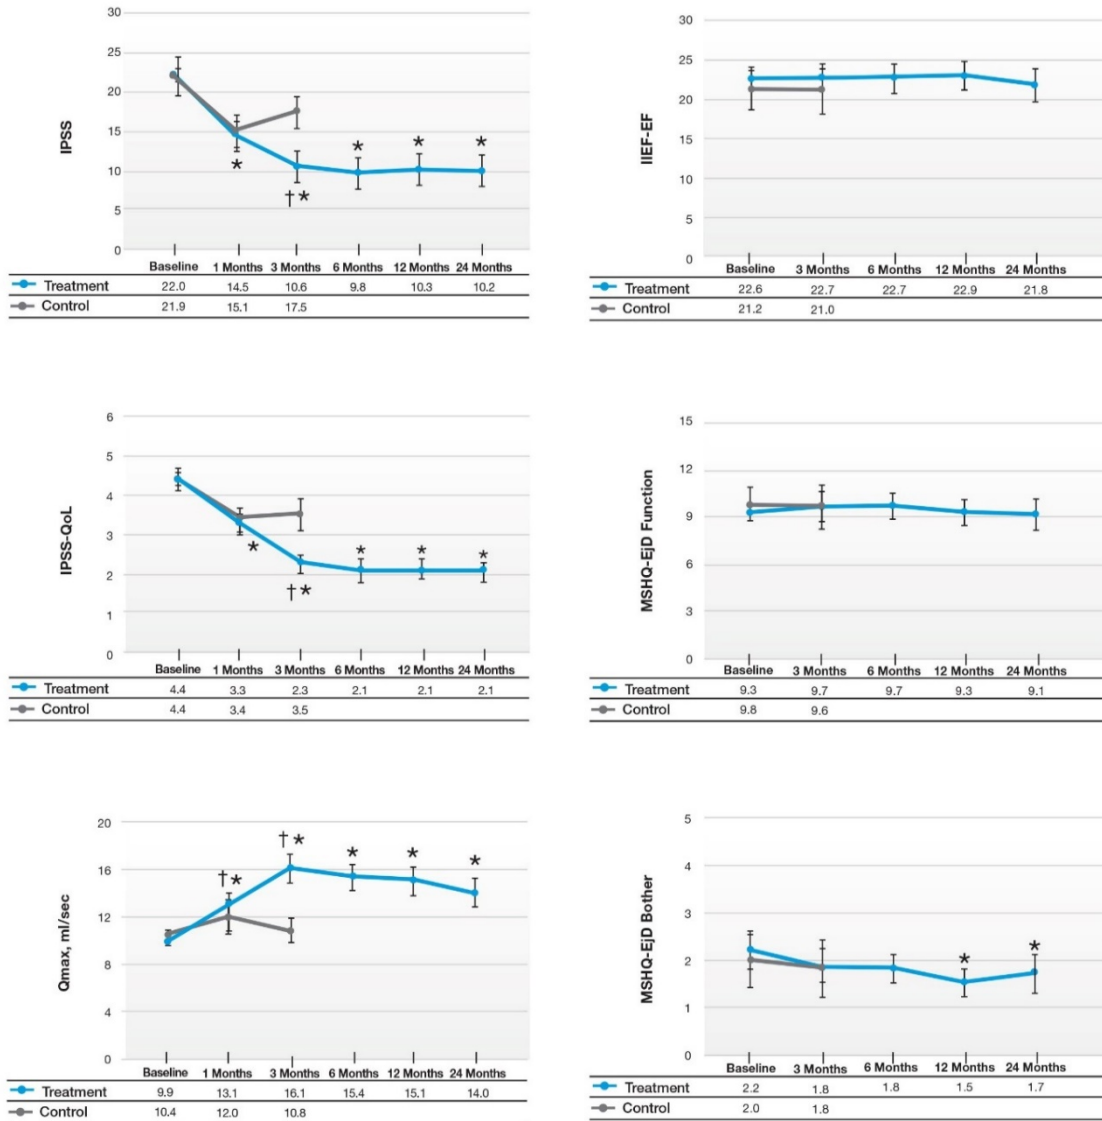 IPSS
30
25
20
15
10
5
0
*
†*
*
*
*
Baseline 1 Months 3 Months 6 Months 12 Months 24 Months
Treatment 22.0 14.5 10.6 9.8 10.3 10.2
Control 21.9 15.1 17.5
IIEF-EF
30
25
20
15
10
5
0
Baseline 3 Months 6 Months 12 Months 24 Months
Treatment 22.6 22.7 22.7 22.9 21.8
Control 21.2 21.0
IPSS-QoL
6
5
4
3
2
1
0
*
†*
*
*
*
Baseline 1 Months 3 Months 6 Months 12 Months 24 Months
Treatment 4.4 3.3 2.3 2.1 2.1 2.1
Control 4.4 3.4 3.5
MSHQ-EjD Function
15
12
9
6
3
0
Baseline 3 Months 6 Months 12 Months 24 Months
Treatment 9.3 9.7 9.7 9.3 9.1
Control 9.8 9.6
Qmax, ml/sec
20
16
12
8
4
0
†*
†*
*
*
*
Baseline 1 Months 3 Months 6 Months 12 Months 24 Months
Treatment 9.9 13.1 16.1 15.4 15.1 14.0
Control 10.4 12.0 10.8
MSHQ-EjD Bother
5
4
3
2
1
0
*
*
Baseline 3 Months 6 Months 12 Months 24 Months
Treatment 2.2 1.8 1.8 1.5 1.7
Control 2.0 1.8